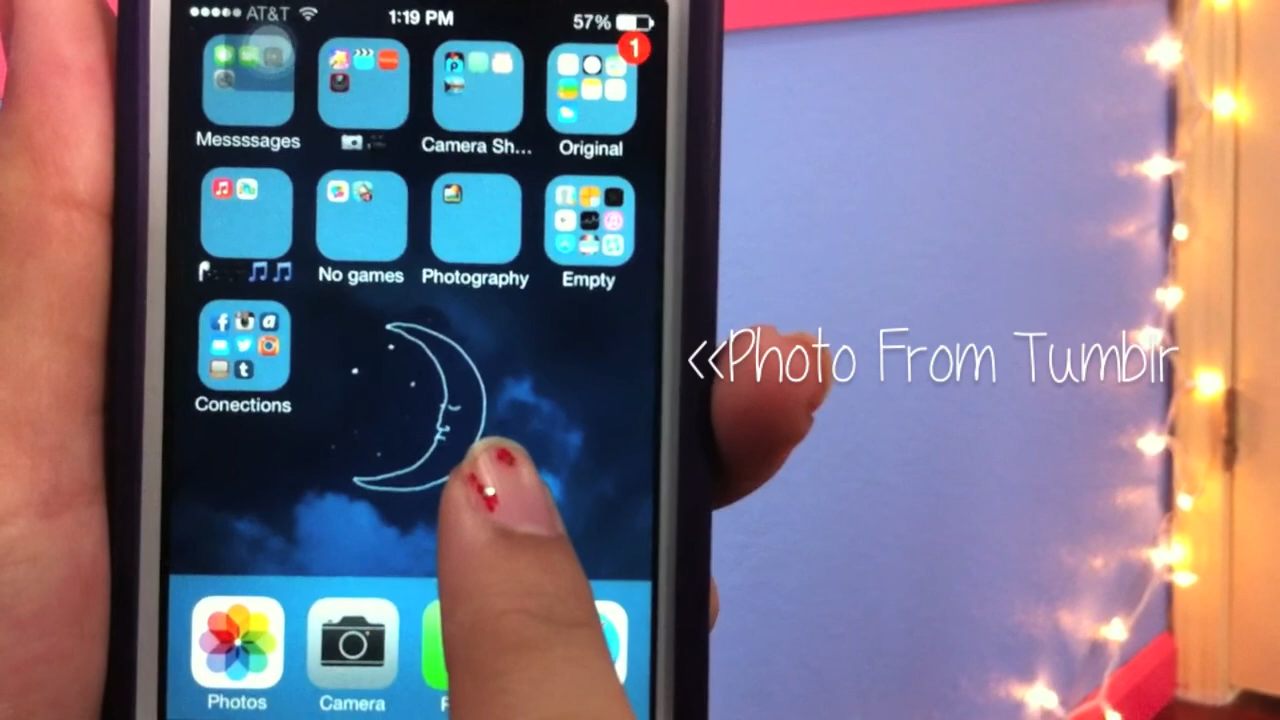 AT&T 1:19 PM 57%
1
Messssages Camera Sh... Original
No games Photography Empty
<<Photo From Tumblr
Conections
Photos Camera